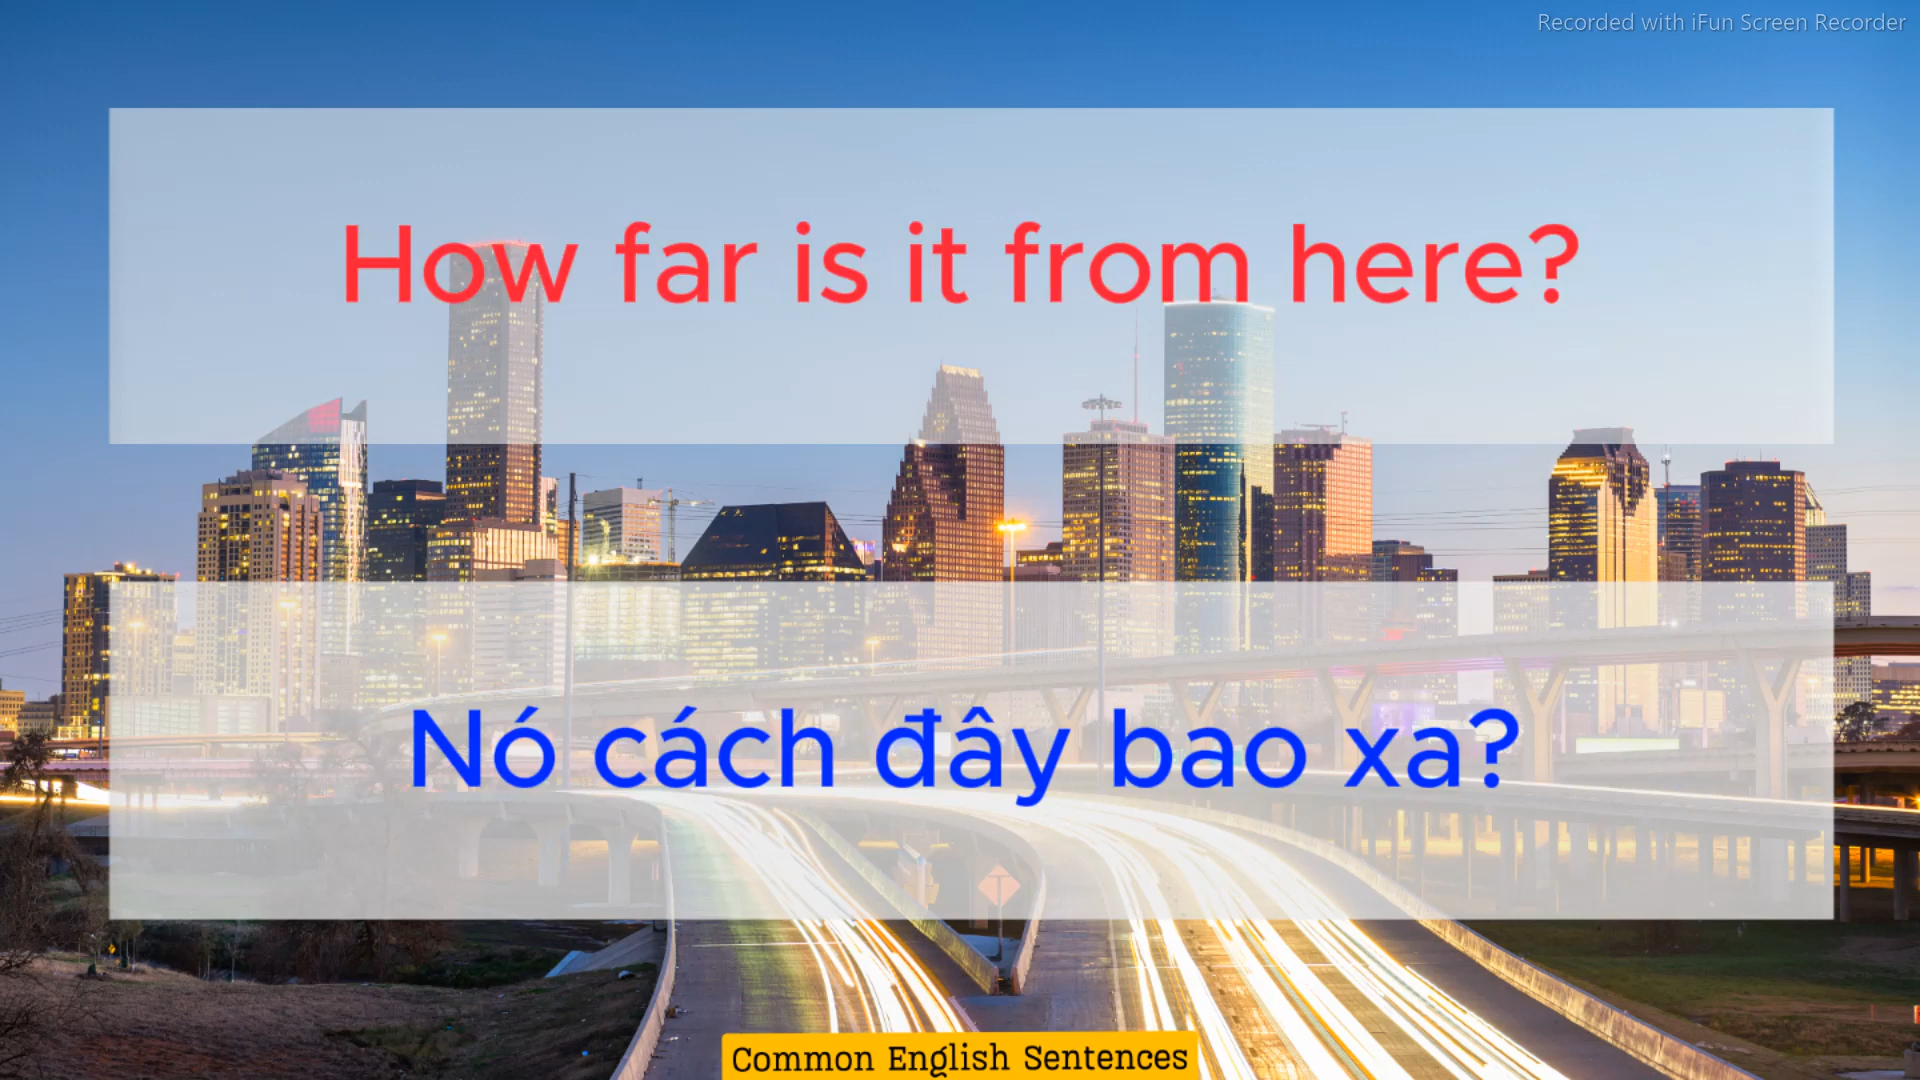 Recorded with iFun Screen Recorder
How far is it from here?
Nó cách đây bao xa?
Common English Sentences